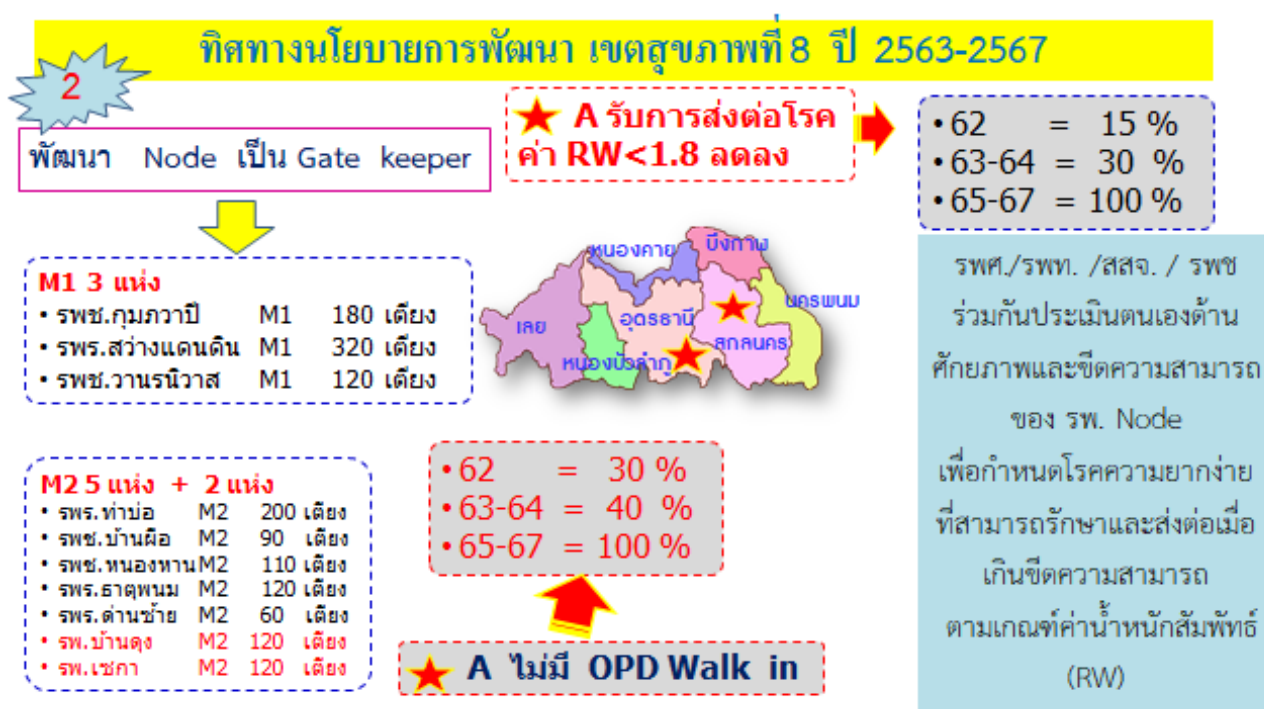 ทิศทางนโยบายการพัฒนา เขตสุขภาพที่ 8 ปี 2563-2567
2
พัฒนา Node เป็น Gate keeper
A รับการส่งต่อโรค
ค่า RW<1.8 ลดลง
•62 = 15 %
•63-64 = 30 %
•65-67 = 100 %
M1 3 แห่ง
• รพช.กุมภวาปี M1 180 เตียง
• รพร.สว่างแดนดิน M1 320 เตียง
• รพช.วานรนิวาส M1 120 เตียง
หนองคาย
บึงกาฬ
นครพนม
เลย
อุดรธานี
สกลนคร
หนองบัวลำภู
รพศ./รพท. /สสจ. / รพช
ร่วมกันประเมินตนเองด้าน
ศักยภาพและขีดความสามารถ
ของ รพ. Node
เพื่อกำหนดโรคความยากง่าย
ที่สามารถรักษาและส่งต่อเมื่อ
เกินขีดความสามารถ
ตามเกณฑ์ค่าน้ำหนักสัมพัทธ์
(RW)
M2 5 แห่ง + 2 แห่ง
• รพร.ท่าบ่อ M2 200 เตียง
• รพช.บ้านผือ M2 90 เตียง
• รพช.หนองหาน M2 110 เตียง
• รพร.ธาตุพนม M2 120 เตียง
• รพร.ด่านซ้าย M2 60 เตียง
• รพ.บ้านดุง M2 120 เตียง
• รพ.เซกา M2 120 เตียง
•62 = 30 %
•63-64 = 40 %
•65-67 = 100 %
A ไม่มี OPD Walk in